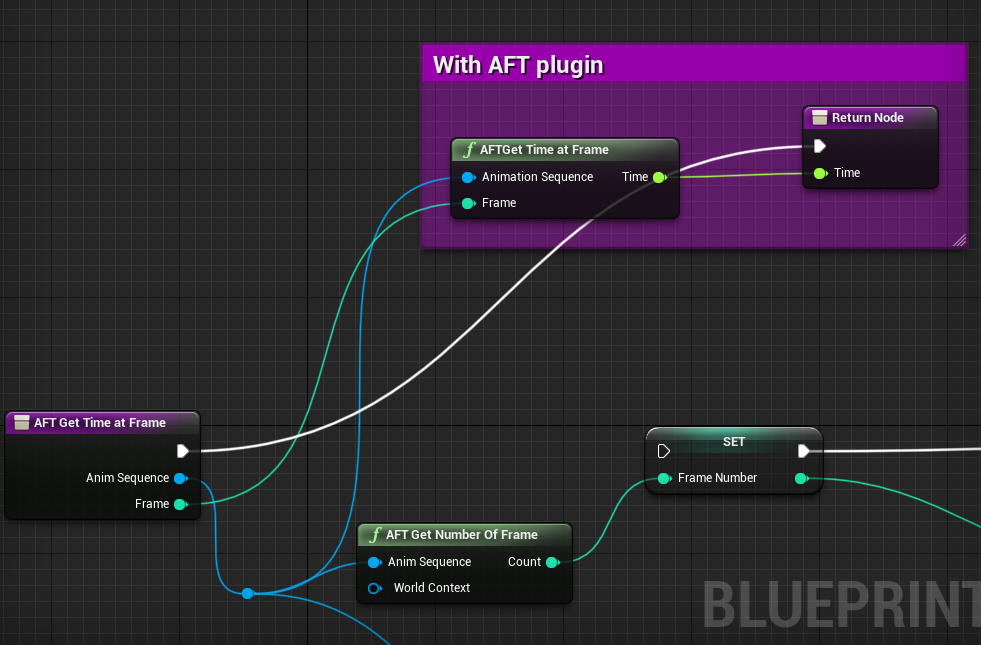 With AFT plugin
Return Node
Time
AFTGet Time at Frame
Animation Sequence Time
Frame
AFT Get Time at Frame
Anim Sequence
Frame
SET
Frame Number
AFT Get Number Of Frame
Anim Sequence Count
World Context
BLUEPRINT